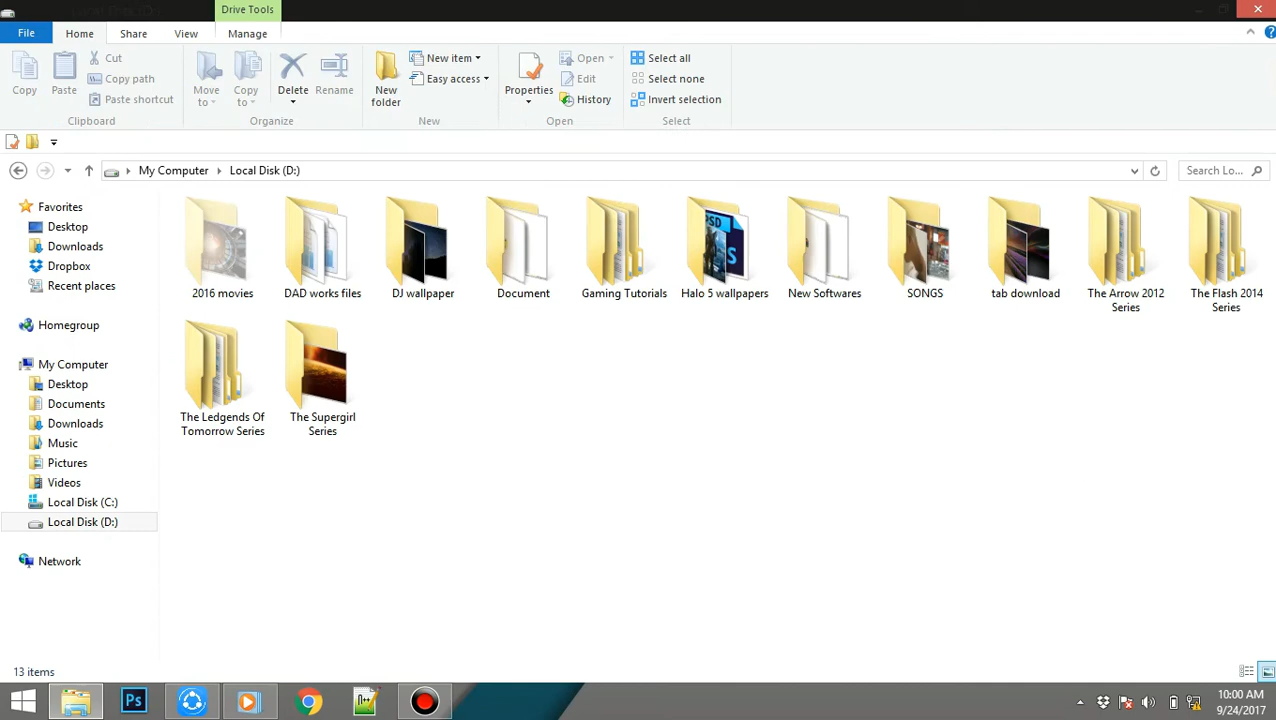 Drive Tools
File
Home
Share
View
Manage
Copy
Paste
Cut
Copy path
Paste shortcut
Clipboard
Move to
Copy to
Delete
Rename
Organize
New folder
New item
Easy access
New
Properties
Open
Edit
History
Open
Select all
Select none
Invert selection
Select
My Computer
Local Disk (D:)
Search Lo...
Favorites
Desktop
Downloads
Dropbox
Recent places
Homegroup
My Computer
Desktop
Documents
Downloads
Music
Pictures
Videos
Local Disk (C:)
Local Disk (D:)
Network
2016 movies
DAD works files
DJ wallpaper
Document
Gaming Tutorials
PSD
Halo 5 wallpapers
New Softwares
SONGS
tab download
The Arrow 2012
Series
The Flash 2014
Series
The Ledgends Of
Tomorrow Series
The Supergirl
Series
13 items
Ps
10:00 AM
9/24/2017